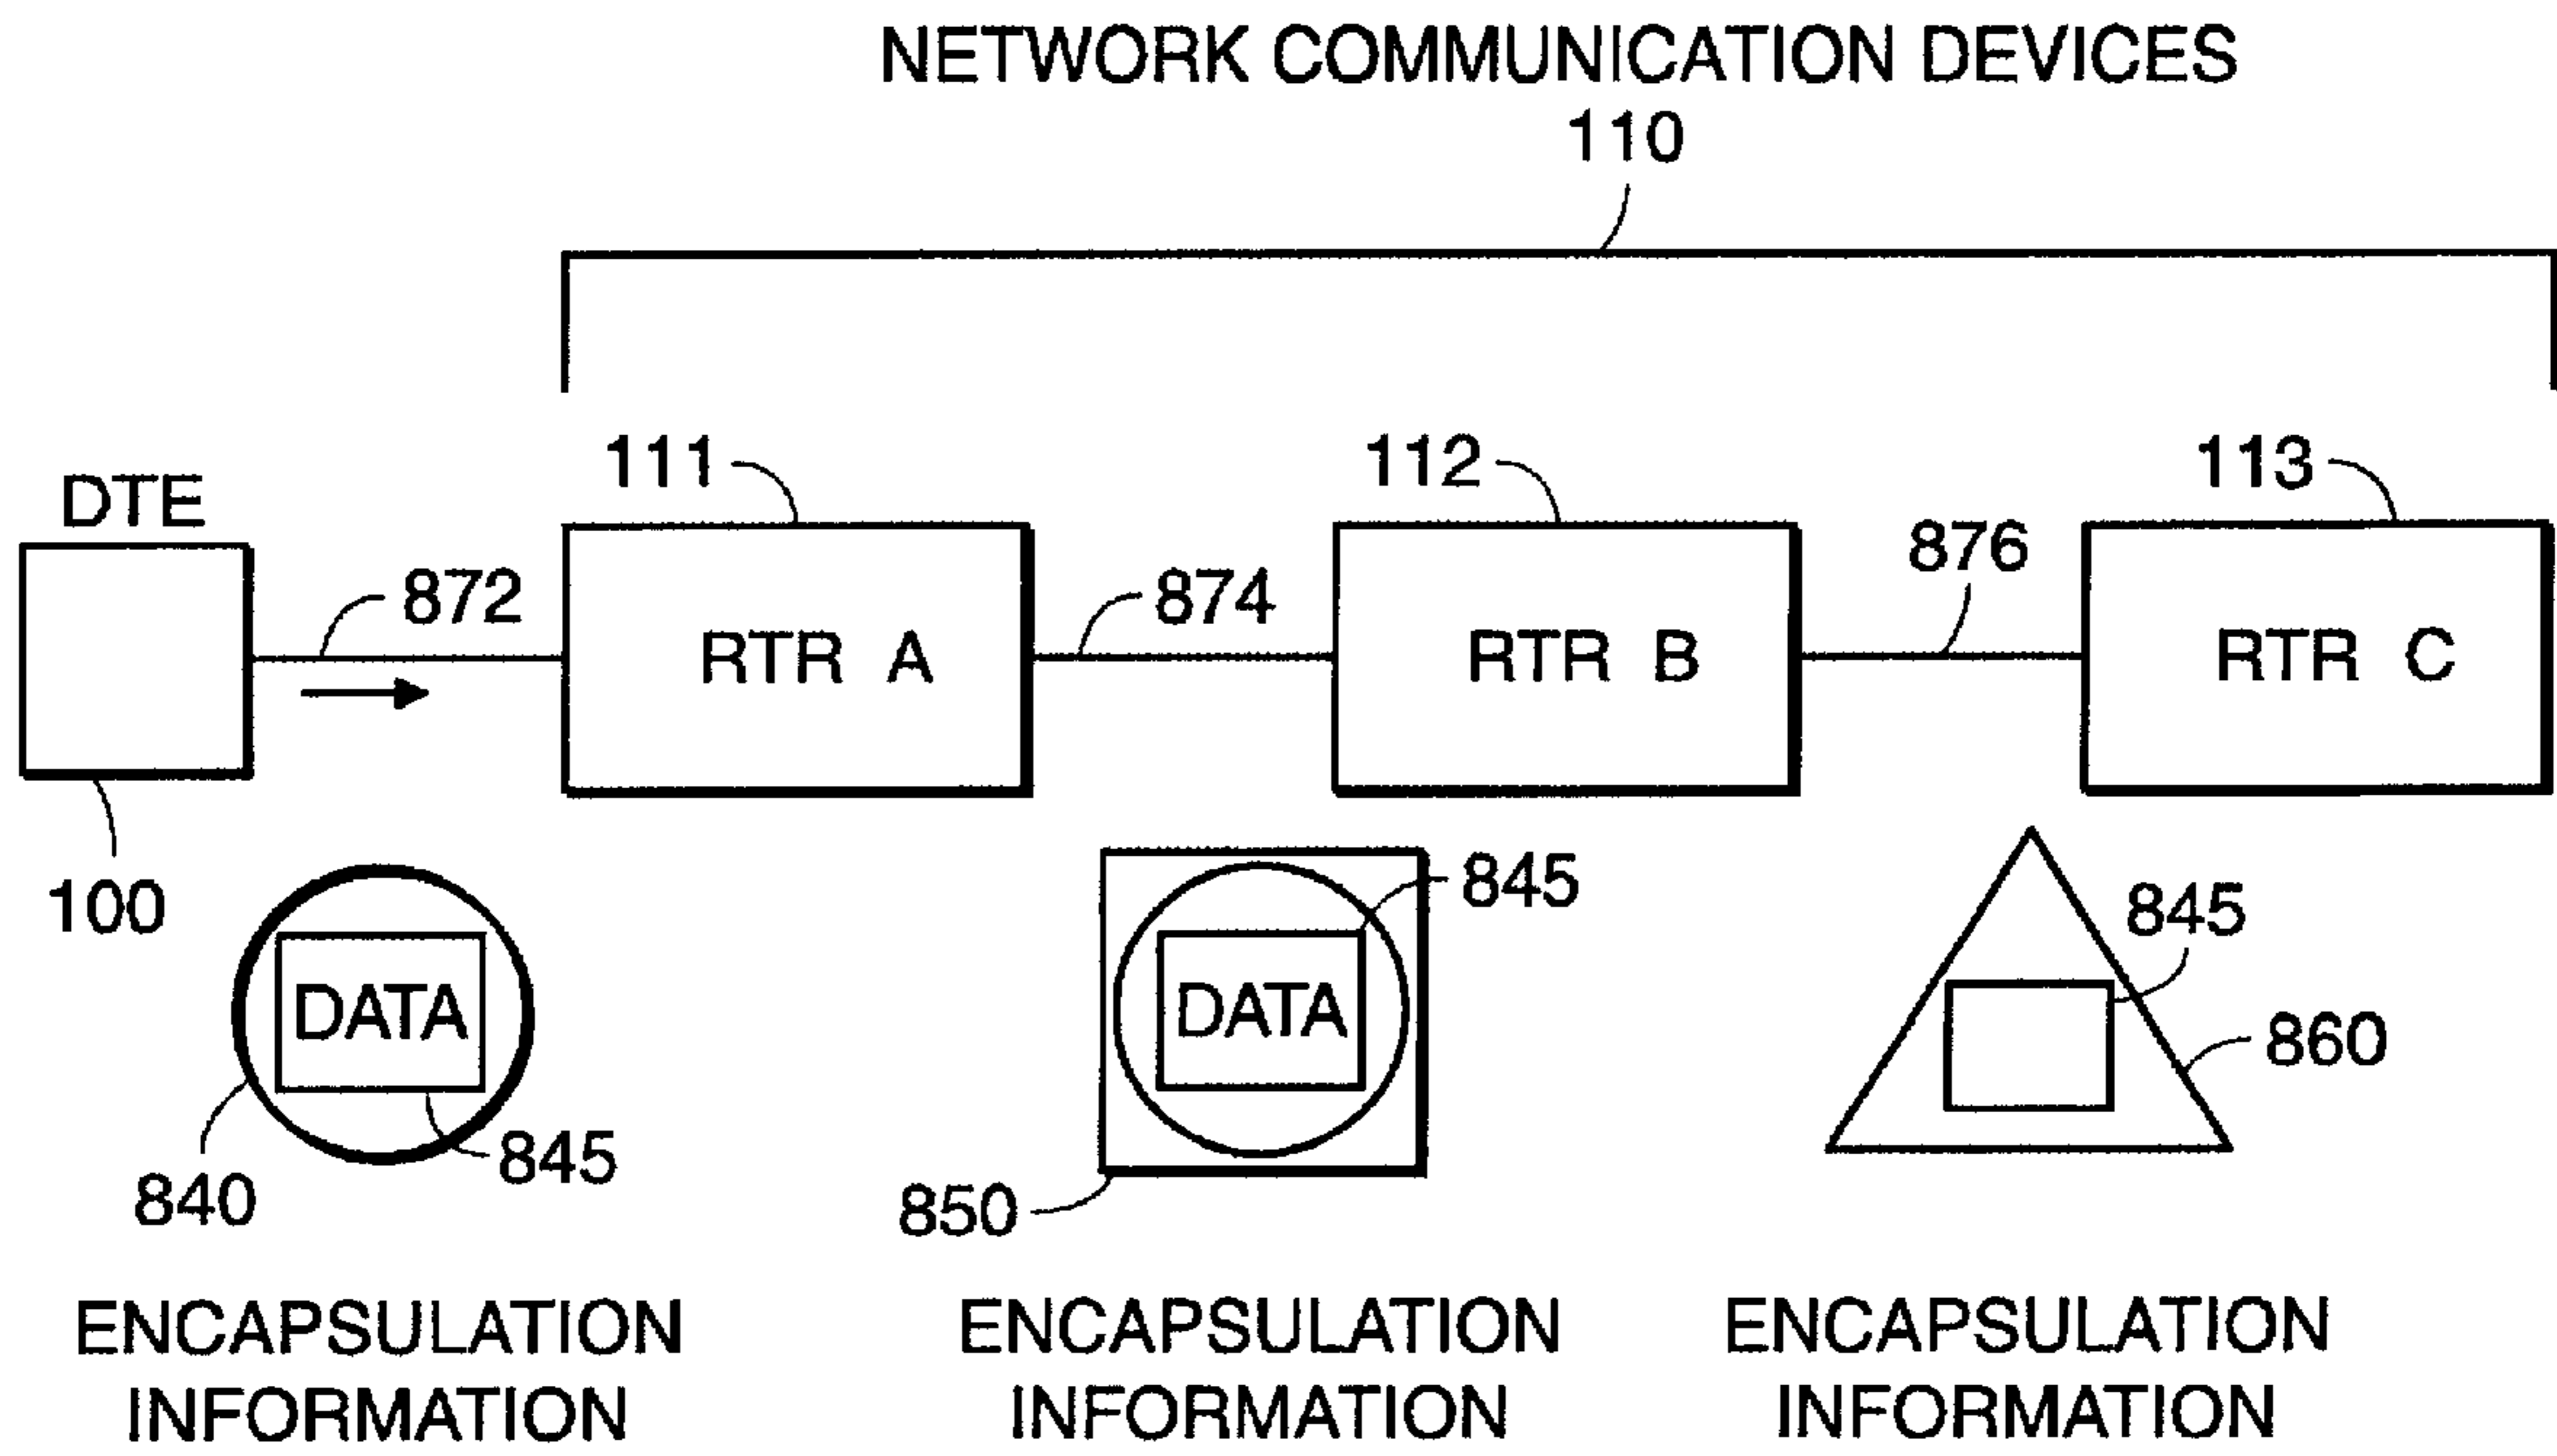 NETWORK COMMUNICATION DEVICES
110
111
112
113
DTE
872
874
876
RTR A
RTR B
RTR C
100
845
845
DATA
DATA
860
845
840
850
ENCAPSULATION
INFORMATION
ENCAPSULATION
INFORMATION
ENCAPSULATION
INFORMATION